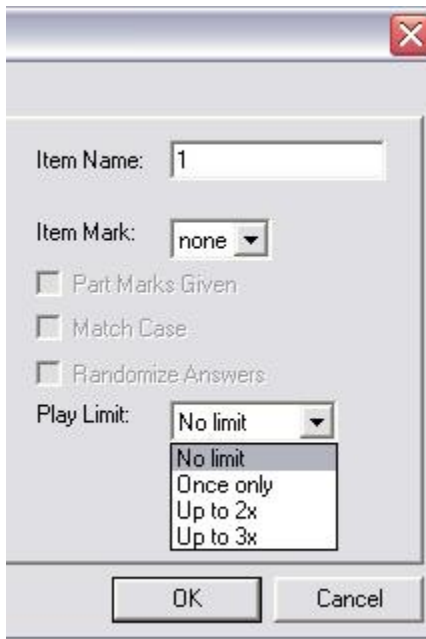 Item Name: 1
Item Mark: none
Part Marks Given
Match Case
Randomize Answers
Play Limit: No limit
No limit
Once only
Up to 2x
Up to 3x
OK Cancel